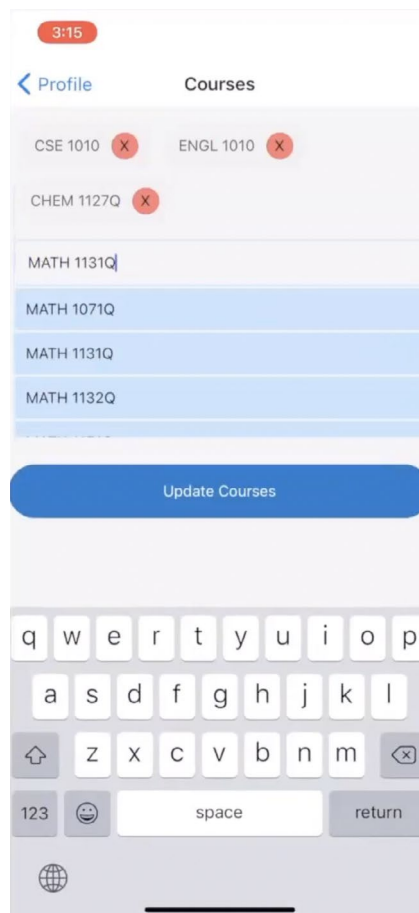 3:15
Profile Courses
CSE 1010 X ENGL 1010 X
CHEM 1127Q X
MATH 1131Q
MATH 1071Q
MATH 1131Q
MATH 1132Q
Update Courses
q w e r t y u i o p
a s d f g h j k l
z x c v b n m
123 space return